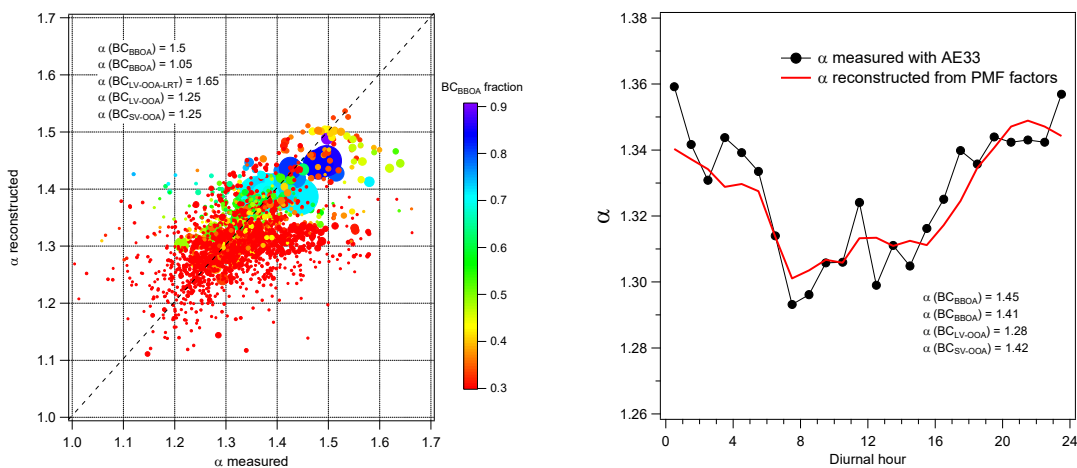 1.7
1.6
1.5
1.4
1.3
1.2
1.1
1.0
α reconstructed
α (BC_BBOA) = 1.5
α (BC_BBOA) = 1.05
α (BC_LV-OOA-LRT) = 1.65
α (BC_LV-OOA) = 1.25
α (BC_SV-OOA) = 1.25
1.0 1.1 1.2 1.3 1.4 1.5 1.6 1.7
α measured
BC_BBOA fraction
0.9
0.8
0.7
0.6
0.5
0.4
0.3
1.38
1.36
1.34
1.32
1.30
1.28
1.26
α
α measured with AE33
α reconstructed from PMF factors
α (BC_BBOA) = 1.45
α (BC_BBOA) = 1.41
α (BC_LV-OOA) = 1.28
α (BC_SV-OOA) = 1.42
0 4 8 12 16 20 24
Diurnal hour